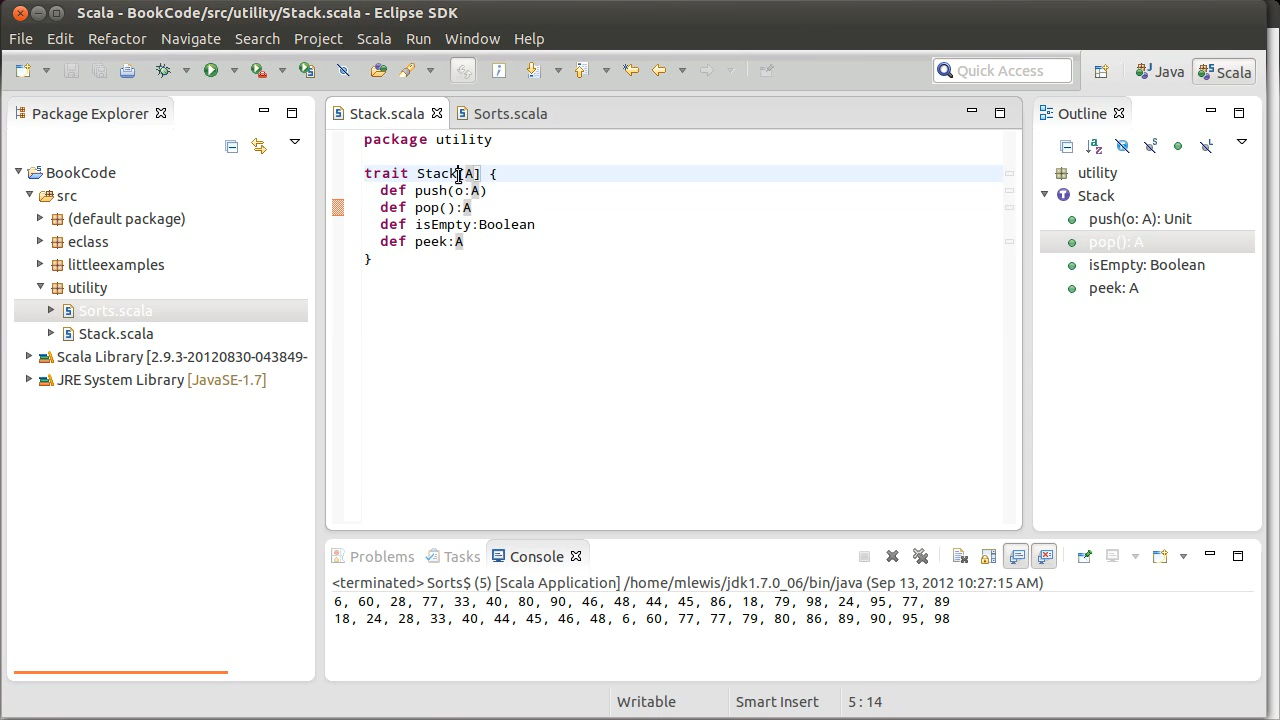 Scala - BookCode/src/utility/Stack.scala - Eclipse SDK
File Edit Refactor Navigate Search Project Scala Run Window Help
Quick Access
Java
Scala
Package Explorer
BookCode
src
(default package)
eclass
littleexamples
utility
Sorts.scala
Stack.scala
Scala Library [2.9.3-20120830-043849-
JRE System Library [JavaSE-1.7]
Stack.scala
Sorts.scala
package utility
trait Stack[A] {
def push(o:A)
def pop():A
def isEmpty:Boolean
def peek:A
}
Outline
utility
Stack
push(o: A): Unit
pop(): A
isEmpty: Boolean
peek: A
Problems
Tasks
Console
<terminated> Sorts$ (5) [Scala Application] /home/mlewis/jdk1.7.0_06/bin/java (Sep 13, 2012 10:27:15 AM)
6, 60, 28, 77, 33, 40, 80, 90, 46, 48, 44, 45, 86, 18, 79, 98, 24, 95, 77, 89
18, 24, 28, 33, 40, 44, 45, 46, 48, 6, 60, 77, 77, 79, 80, 86, 89, 90, 95, 98
Writable
Smart Insert
5 : 14